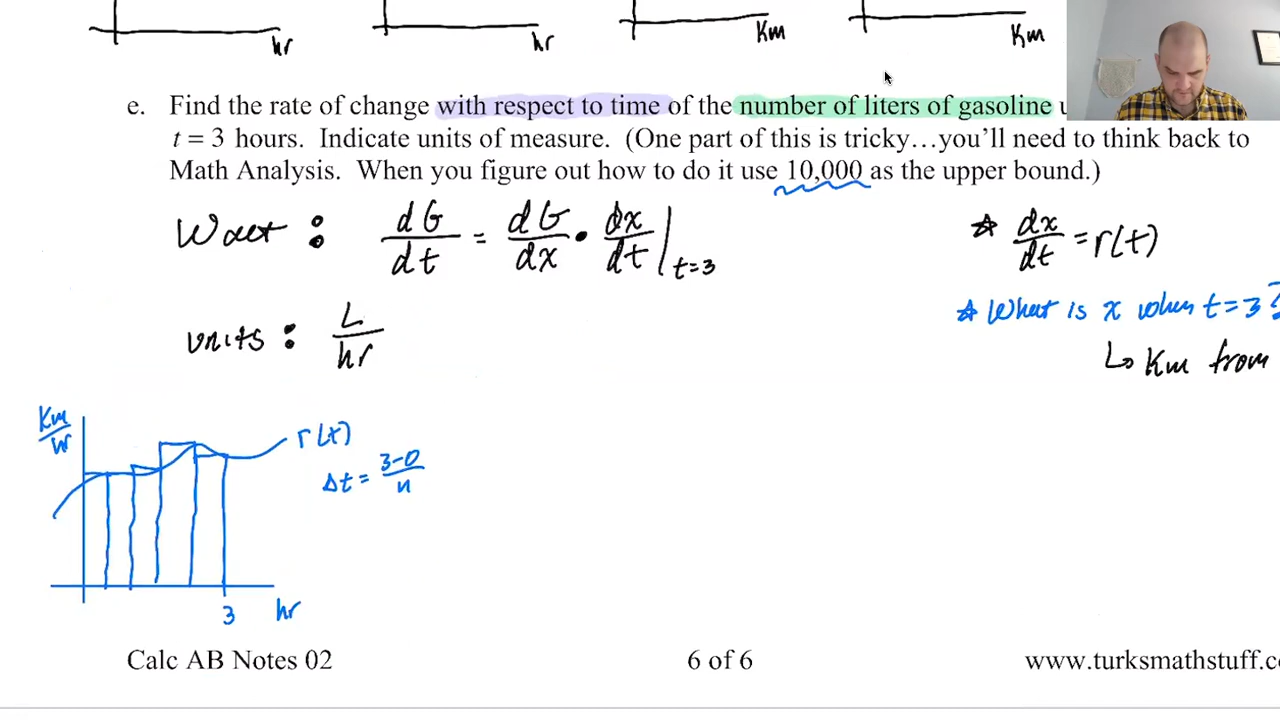 hr hr Km Km
e. Find the rate of change with respect to time of the number of liters of gasoline
t = 3 hours. Indicate units of measure. (One part of this is tricky…you'll need to think back to
Math Analysis. When you figure out how to do it use 10,000 as the upper bound.)
Want : dG/dt = dG/dx • dx/dt |t=3
☆ dx/dt = r(t)
☆ What is x when t=3?
↳ Km from
units : L/hr
Km/hr
r(t)
Δt = 3-0/n
3 hr
Calc AB Notes 02 6 of 6 www.turksmathstuff.c